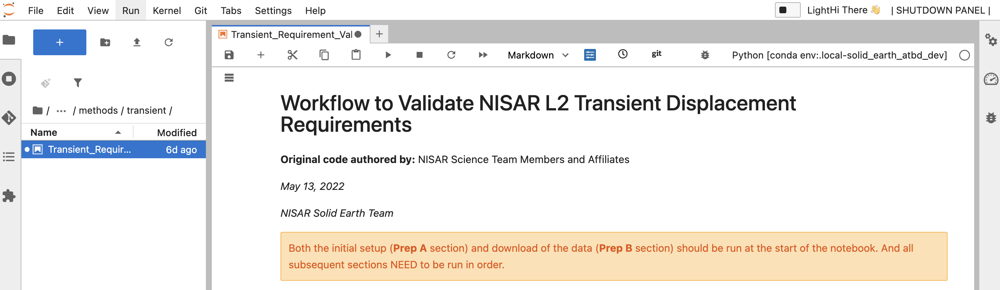 File Edit View Run Kernel Git Tabs Settings Help
LightHi There 👋 | SHUTDOWN PANEL |
+
/ ... / methods / transient /
Name Modified
Transient_Requir... 6d ago
Transient_Requirement_Val
+
Markdown git Python [conda env:.local-solid_earth_atbd_dev]
Workflow to Validate NISAR L2 Transient Displacement
Requirements
Original code authored by: NISAR Science Team Members and Affiliates
May 13, 2022
NISAR Solid Earth Team
Both the initial setup (Prep A section) and download of the data (Prep B section) should be run at the start of the notebook. And all
subsequent sections NEED to be run in order.